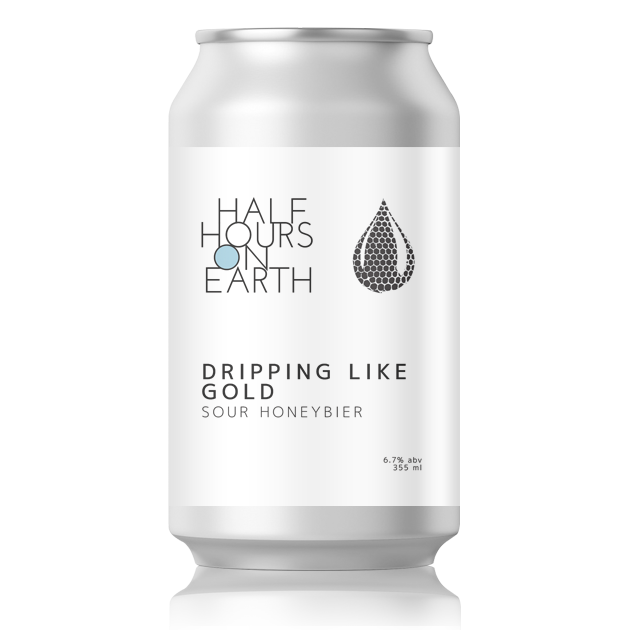 HALF
HOURS
ON
EARTH
DRIPPING LIKE
GOLD
SOUR HONEYBIER
6.7% abv
355 ml